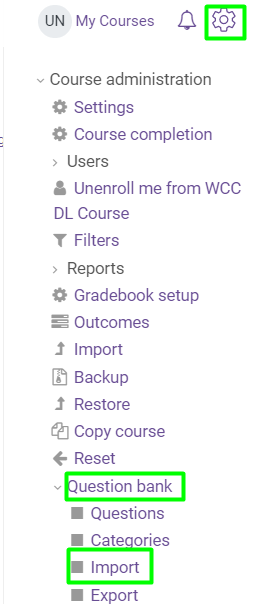 UN My Courses
Course administration
Settings
Course completion
Users
Unenroll me from WCC
DL Course
Filters
Reports
Gradebook setup
Outcomes
Import
Backup
Restore
Copy course
Reset
Question bank
Questions
Categories
Import
Export